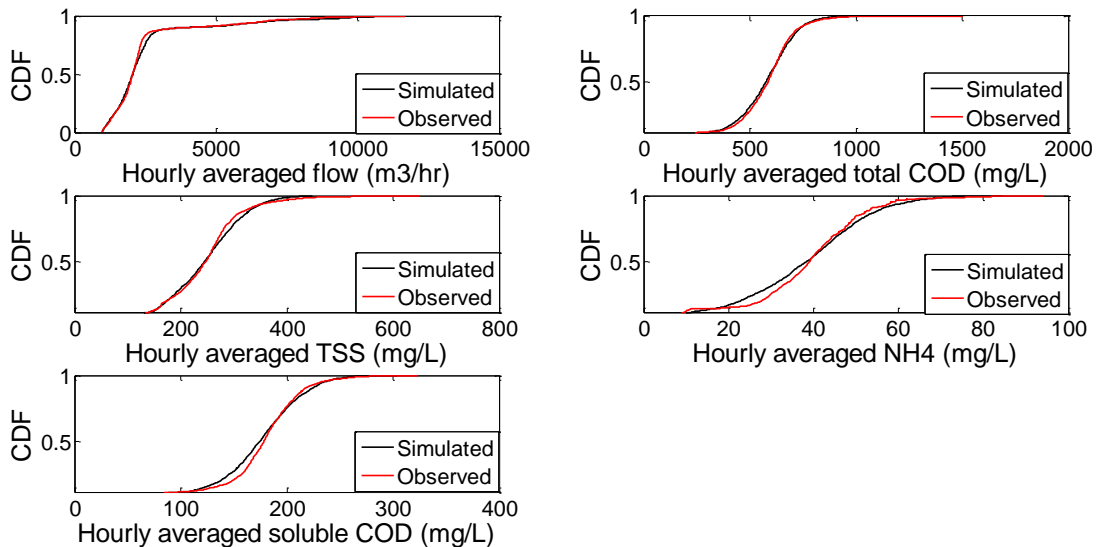 CDF
1
0.5
0
Simulated
Observed
0 5000 10000 15000
Hourly averaged flow (m3/hr)
CDF
1
0.5
Simulated
Observed
0 500 1000 1500 2000
Hourly averaged total COD (mg/L)
CDF
1
0.5
Simulated
Observed
0 200 400 600 800
Hourly averaged TSS (mg/L)
CDF
1
0.5
Simulated
Observed
0 20 40 60 80 100
Hourly averaged NH4 (mg/L)
CDF
1
0.5
Simulated
Observed
0 100 200 300 400
Hourly averaged soluble COD (mg/L)